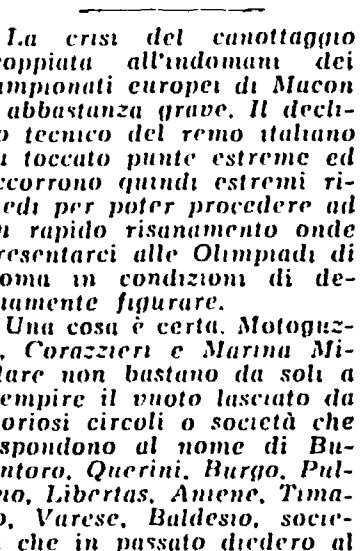 La crisi del canottaggio
coppiata all'indomani dei
ampionati europei di Macon
abbastanza grave. Il decli-
o tecnico del remo italiano
a toccato punte estreme ed
ccorrono quindi estremi ri-
edi per poter procedere ad
n rapido risanamento onde
resentarci alle Olimpiadi di
oma in condizioni di de-
namente figurare.
Una cosa è certa. Motoguz-
, Corazzieri e Marina Mi-
lare non bastano da soli a
empire il vuoto lasciato da
oriosi circoli o società che
spondono al nome di Bu-
ntoro, Querini, Burgo, Pul-
no, Libertas, Aniene, Tima-
o, Varese, Baldesio, socie-
che in passato diedero al